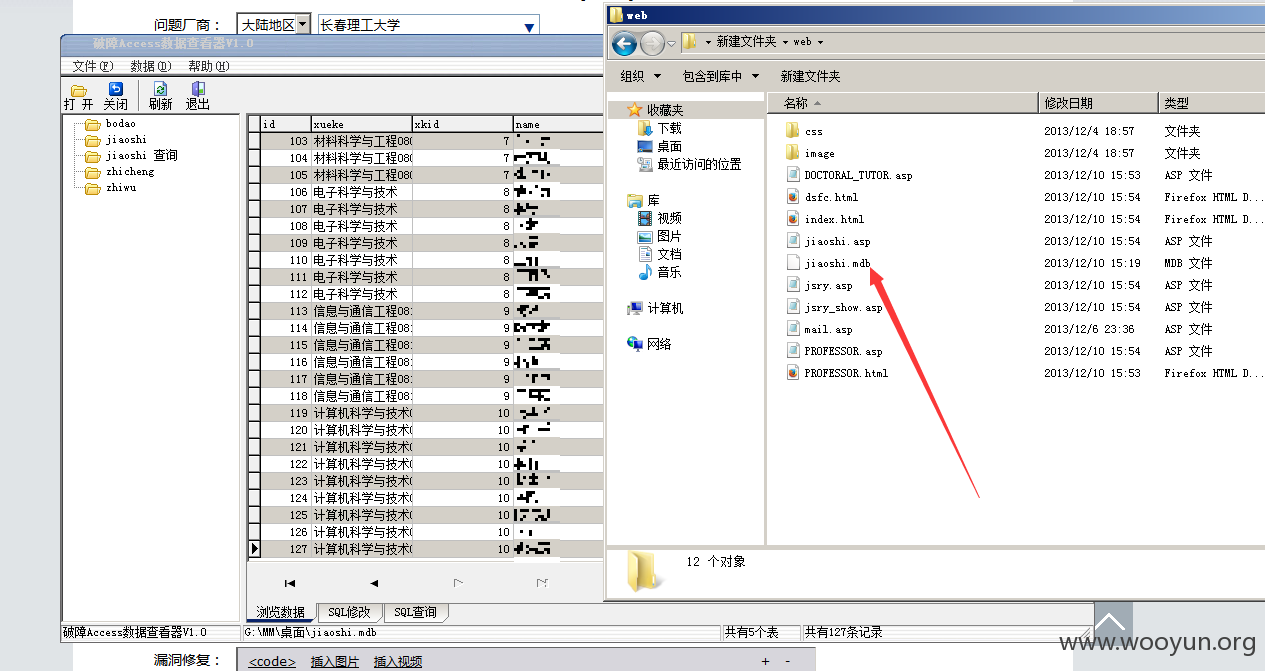 问题厂商： 大陆地区 长春理工大学
破障Access数据查看器V1.0
文件(F) 数据(D) 帮助(H)
打 开 关闭 刷新 退出
bodao
jiaoshi
jiaoshi 查询
zhicheng
zhiwu
id xueke xkid name
103 材料科学与工程080 7
104 材料科学与工程080 7
105 材料科学与工程080 7
106 电子科学与技术 8
107 电子科学与技术 8
108 电子科学与技术 8
109 电子科学与技术 8
110 电子科学与技术 8
111 电子科学与技术 8
112 电子科学与技术 8
113 信息与通信工程08 9
114 信息与通信工程08 9
115 信息与通信工程08 9
116 信息与通信工程08 9
117 信息与通信工程08 9
118 信息与通信工程08 9
119 计算机科学与技术 10
120 计算机科学与技术 10
121 计算机科学与技术 10
122 计算机科学与技术 10
123 计算机科学与技术 10
124 计算机科学与技术 10
125 计算机科学与技术 10
126 计算机科学与技术 10
127 计算机科学与技术 10
浏览数据 SQL修改 SQL查询
破障Access数据查看器V1.0 G:\MM\桌面\jiaoshi.mdb 共有5个表 共有127条记录
web
新建文件夹 web
组织 包含到库中 新建文件夹
收藏夹
下载
桌面
最近访问的位置
库
视频
图片
文档
音乐
计算机
网络
名称 修改日期 类型
css 2013/12/4 18:57 文件夹
image 2013/12/4 18:57 文件夹
DOCTORAL_TUTOR.asp 2013/12/10 15:53 ASP 文件
dsfc.html 2013/12/10 15:54 Firefox HTML D...
index.html 2013/12/10 15:54 Firefox HTML D...
jiaoshi.asp 2013/12/10 15:54 ASP 文件
jiaoshi.mdb 2013/12/10 15:19 MDB 文件
jsry.asp 2013/12/10 15:54 ASP 文件
jsry_show.asp 2013/12/10 15:54 ASP 文件
mail.asp 2013/12/6 23:36 ASP 文件
PROFESSOR.asp 2013/12/10 15:54 ASP 文件
PROFESSOR.html 2013/12/10 15:53 Firefox HTML D...
12 个对象
漏洞修复： <code> 插入图片 插入视频 + -
www.wooyun.org